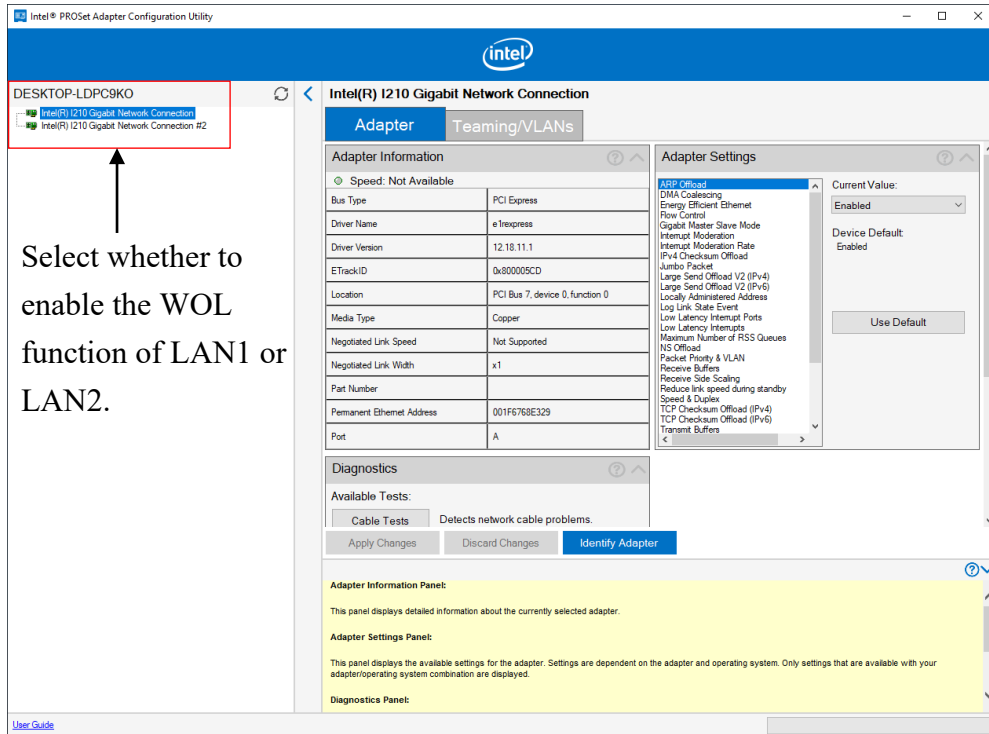 Intel® PROSet Adapter Configuration Utility
intel
DESKTOP-LDPC9KO
Intel(R) I210 Gigabit Network Connection
Intel(R) I210 Gigabit Network Connection #2
Select whether to
enable the WOL
function of LAN1 or
LAN2.
Intel(R) I210 Gigabit Network Connection
Adapter
Teaming/VLANs
Adapter Information
Speed: Not Available
Bus Type PCI Express
Driver Name e1rexpress
Driver Version 12.18.11.1
ETrackID 0x800005CD
Location PCI Bus 7, device 0, function 0
Media Type Copper
Negotiated Link Speed Not Supported
Negotiated Link Width x1
Part Number
Permanent Ethernet Address 001F6768E329
Port A
Adapter Settings
ARP Offload
DMA Coalescing
Energy Efficient Ethernet
Flow Control
Gigabit Master Slave Mode
Interrupt Moderation
Interrupt Moderation Rate
IPv4 Checksum Offload
Jumbo Packet
Large Send Offload V2 (IPv4)
Large Send Offload V2 (IPv6)
Locally Administered Address
Log Link State Event
Low Latency Interrupt Ports
Low Latency Interrupts
Maximum Number of RSS Queues
NS Offload
Packet Priority & VLAN
Receive Buffers
Receive Side Scaling
Reduce link speed during standby
Speed & Duplex
TCP Checksum Offload (IPv4)
TCP Checksum Offload (IPv6)
Transmit Buffers
Current Value:
Enabled
Device Default:
Enabled
Use Default
Diagnostics
Available Tests:
Cable Tests Detects network cable problems.
Apply Changes
Discard Changes
Identify Adapter
Adapter Information Panel:
This panel displays detailed information about the currently selected adapter.
Adapter Settings Panel:
This panel displays the available settings for the adapter. Settings are dependent on the adapter and operating system. Only settings that are available with your
adapter/operating system combination are displayed.
Diagnostics Panel:
User Guide